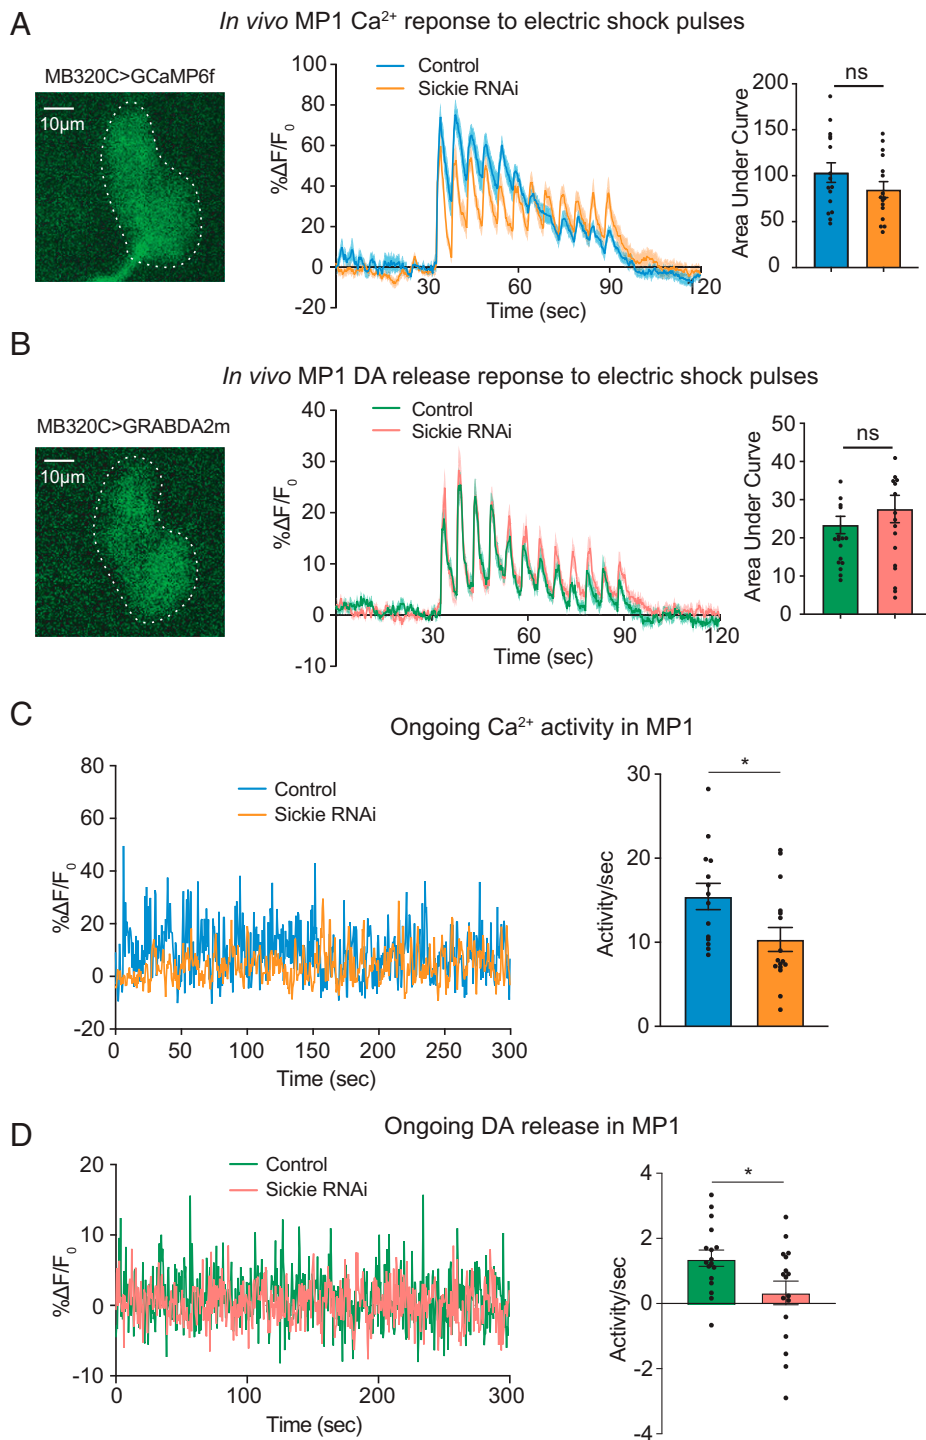 A
In vivo MP1 Ca²⁺ reponse to electric shock pulses
MB320C>GCaMP6f
10µm
%ΔF/F₀
100
80
60
40
20
0
-20
Control
Sickie RNAi
30
60
90
120
Time (sec)
Area Under Curve
200
150
100
50
0
ns
B
In vivo MP1 DA release reponse to electric shock pulses
MB320C>GRABDA2m
10µm
%ΔF/F₀
40
30
20
10
0
-10
Control
Sickie RNAi
30
60
90
120
Time (sec)
Area Under Curve
50
40
30
20
10
0
ns
C
Ongoing Ca²⁺ activity in MP1
%ΔF/F₀
80
60
40
20
0
-20
Control
Sickie RNAi
0 50 100 150 200 250 300
Time (sec)
Activity/sec
30
20
10
0
*
D
Ongoing DA release in MP1
%ΔF/F₀
20
10
0
-10
Control
Sickie RNAi
0 100 200 300
Time (sec)
Activity/sec
4
2
0
-2
-4
*